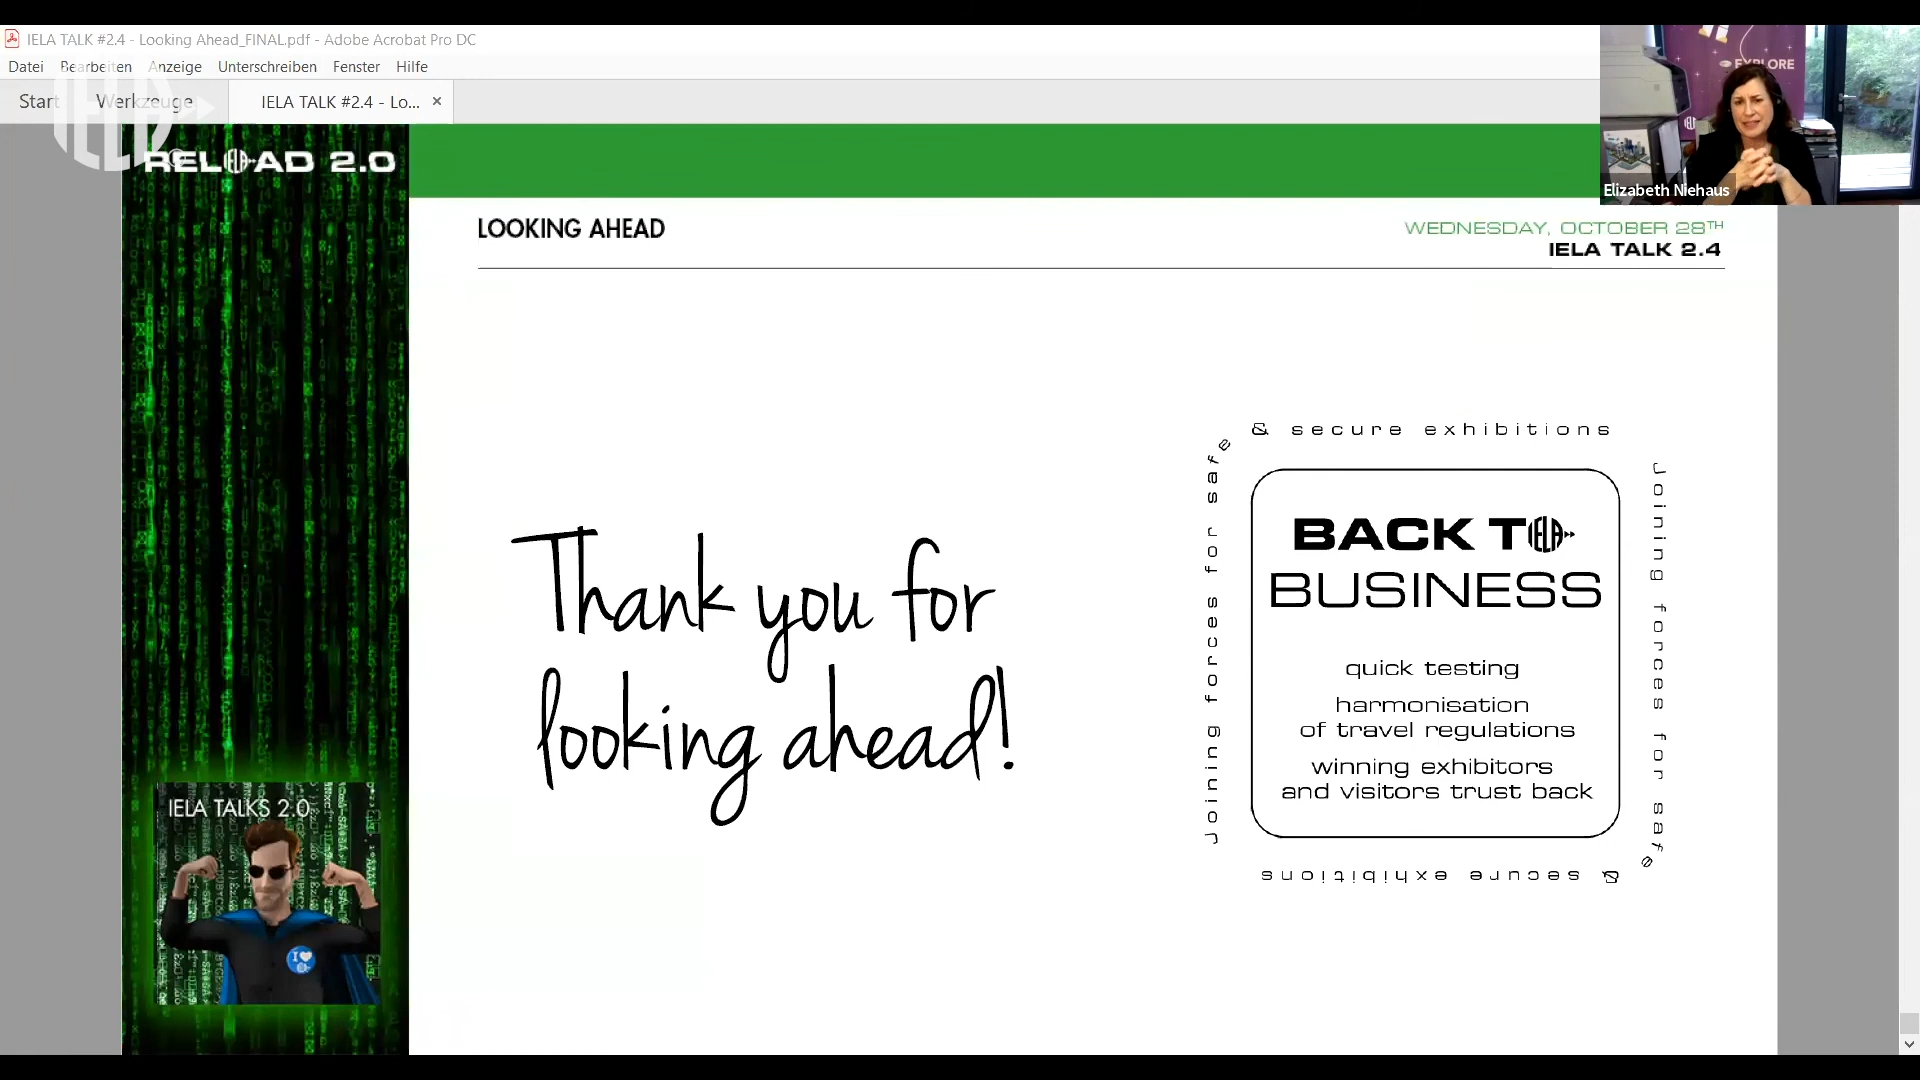 IELA TALK #2.4 - Looking Ahead_FINAL.pdf - Adobe Acrobat Pro DC
Datei Bearbeiten Anzeige Unterschreiben Fenster Hilfe
Start Werkzeuge IELA TALK #2.4 - Lo... ×
IELA
EXPLORE
Elizabeth Niehaus
RELOAD 2.0
LOOKING AHEAD
WEDNESDAY, OCTOBER 28TH
IELA TALK 2.4
Thank you for
looking ahead!
Joining forces for safe & secure exhibitions
BACK TO IELA
BUSINESS
quick testing
harmonisation
of travel regulations
winning exhibitors
and visitors trust back
Joining forces for safe & secure exhibitions
IELA TALKS 2.0
I